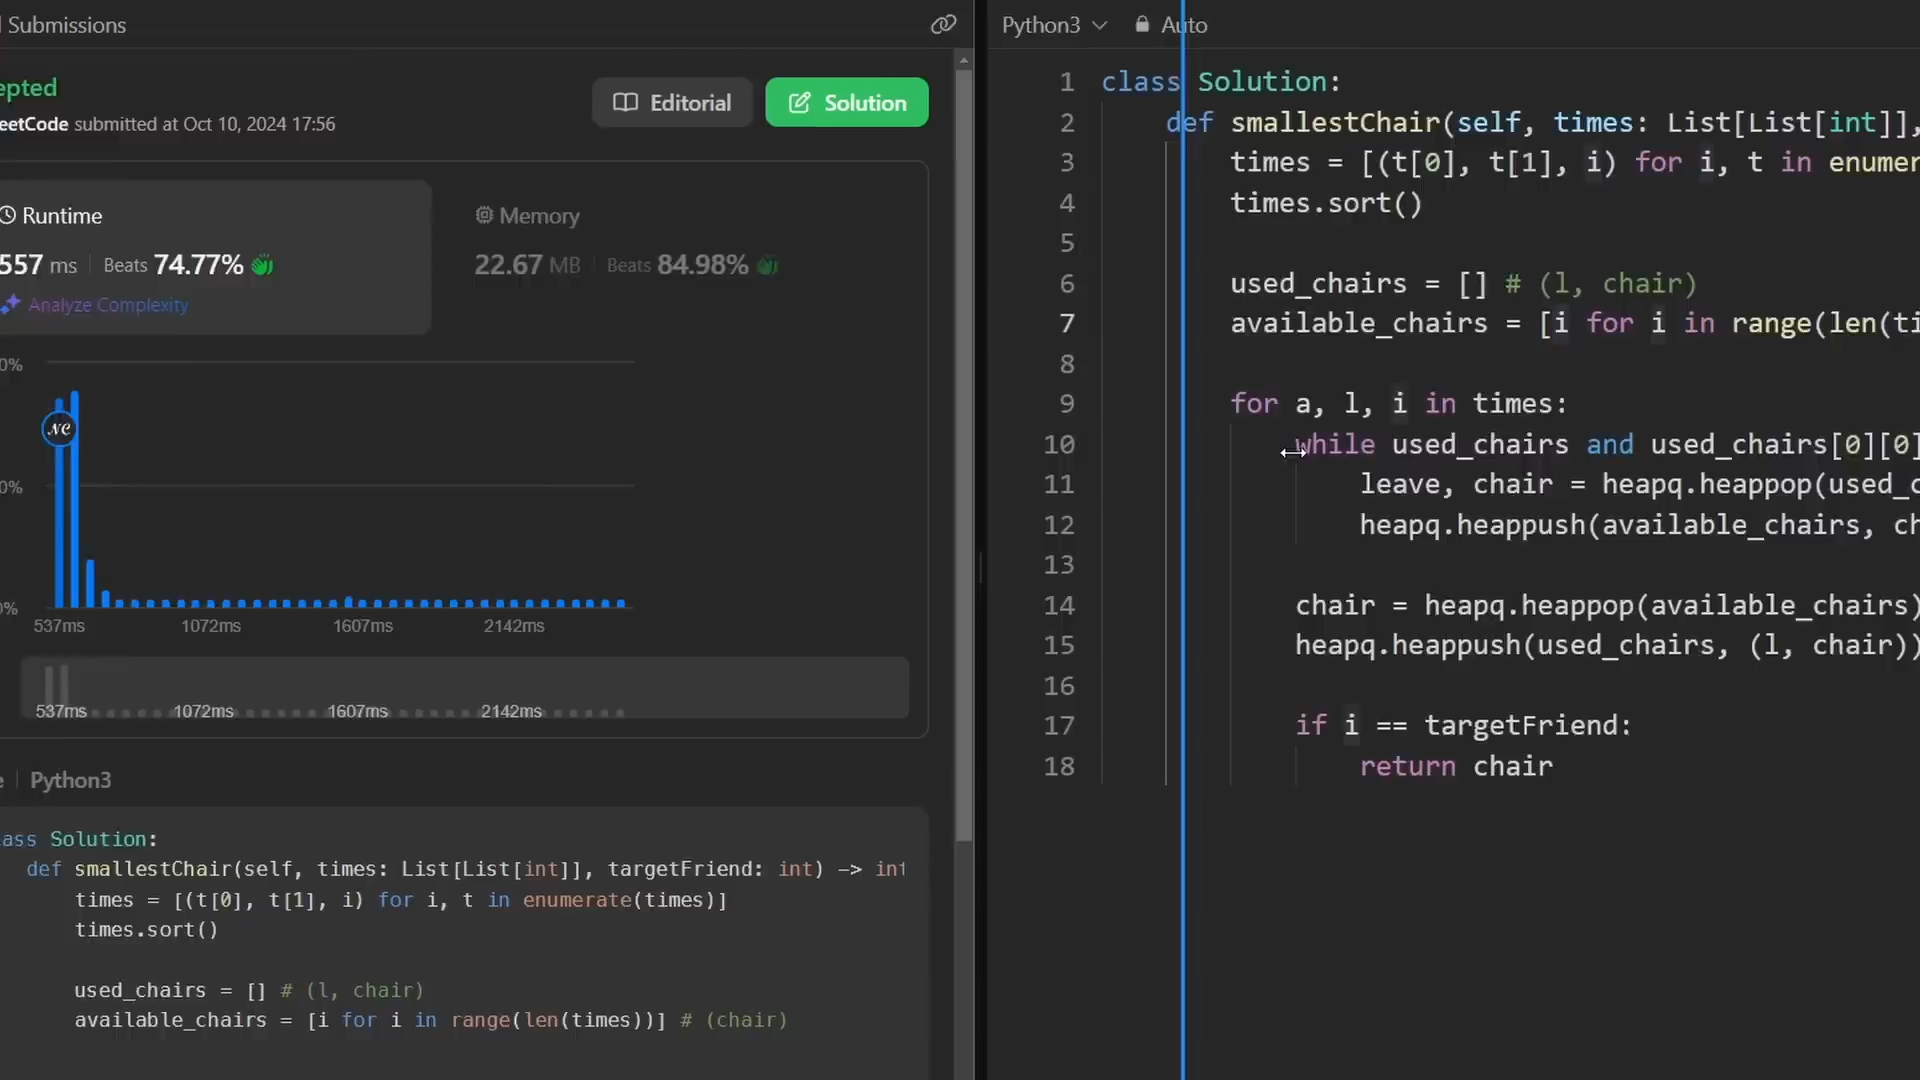 Submissions
epted
Editorial
Solution
eetCode submitted at Oct 10, 2024 17:56
Runtime
557 ms
Beats 74.77%
Analyze Complexity
Memory
22.67 MB
Beats 84.98%
0%
0%
0%
NC
537ms
1072ms
1607ms
2142ms
537ms
1072ms
1607ms
2142ms
e
Python3
ass Solution:
def smallestChair(self, times: List[List[int]], targetFriend: int) -> int
times = [(t[0], t[1], i) for i, t in enumerate(times)]
times.sort()
used_chairs = [] # (l, chair)
available_chairs = [i for i in range(len(times))] # (chair)
Python3
Auto
1 class Solution:
2 def smallestChair(self, times: List[List[int]],
3 times = [(t[0], t[1], i) for i, t in enumer
4 times.sort()
5
6 used_chairs = [] # (l, chair)
7 available_chairs = [i for i in range(len(ti
8
9 for a, l, i in times:
10 while used_chairs and used_chairs[0][0]
11 leave, chair = heapq.heappop(used_c
12 heapq.heappush(available_chairs, ch
13
14 chair = heapq.heappop(available_chairs)
15 heapq.heappush(used_chairs, (l, chair))
16
17 if i == targetFriend:
18 return chair